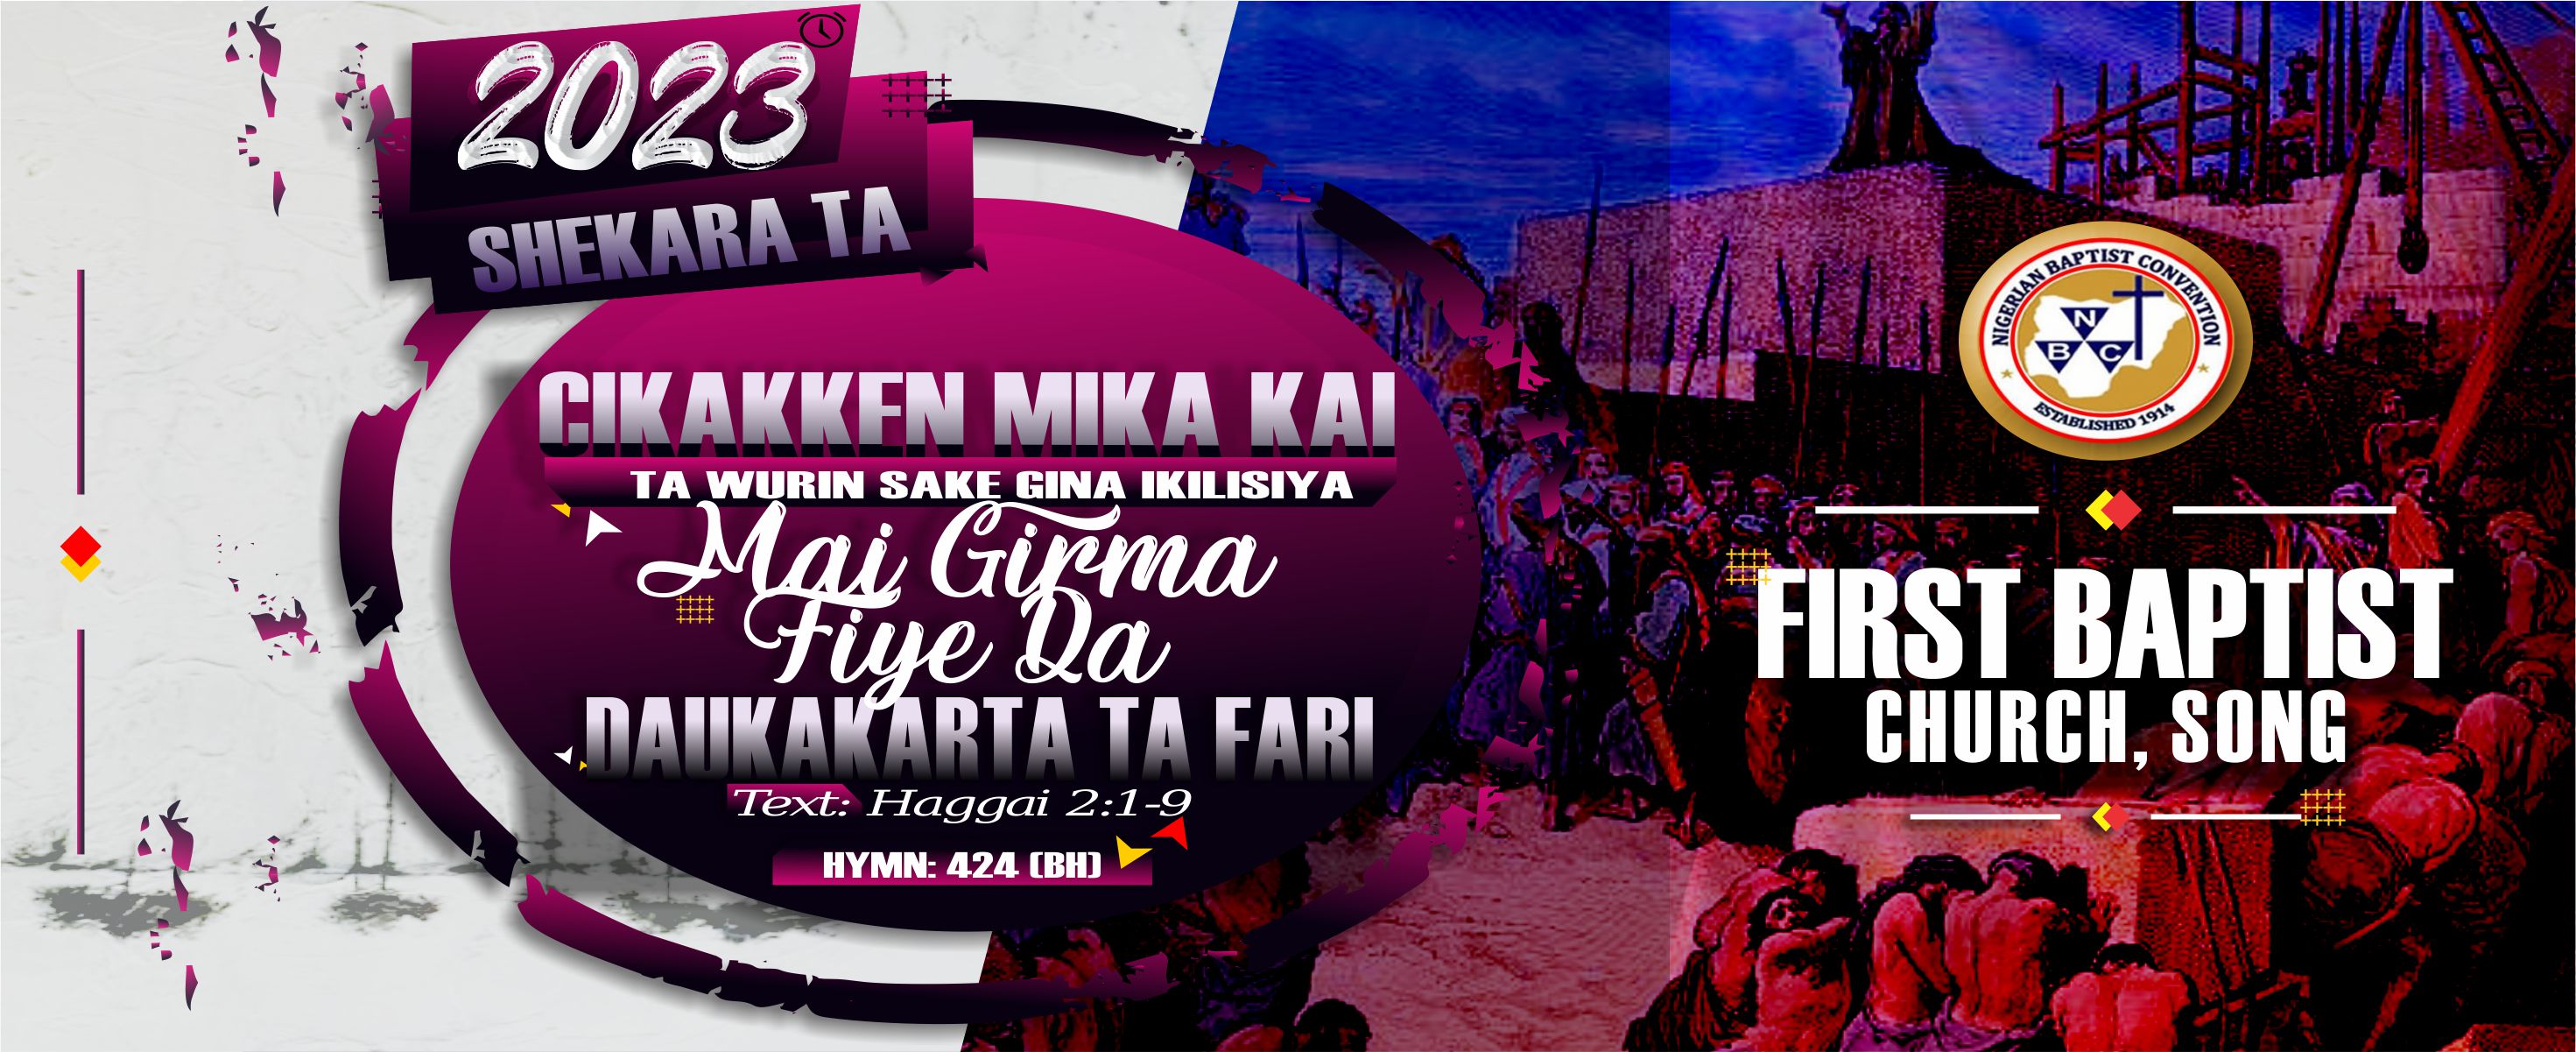 2023
SHEKARA TA
CIKAKKEN MIKA KAI
TA WURIN SAKE GINA IKILISIYA
Mai Girma
Fiye Da
DAUKAKARTA TA FARI
Text: Haggai 2:1-9
HYMN: 424 (BH)
NIGERIAN BAPTIST CONVENTION
N
B C
ESTABLISHED 1914
FIRST BAPTIST
CHURCH, SONG